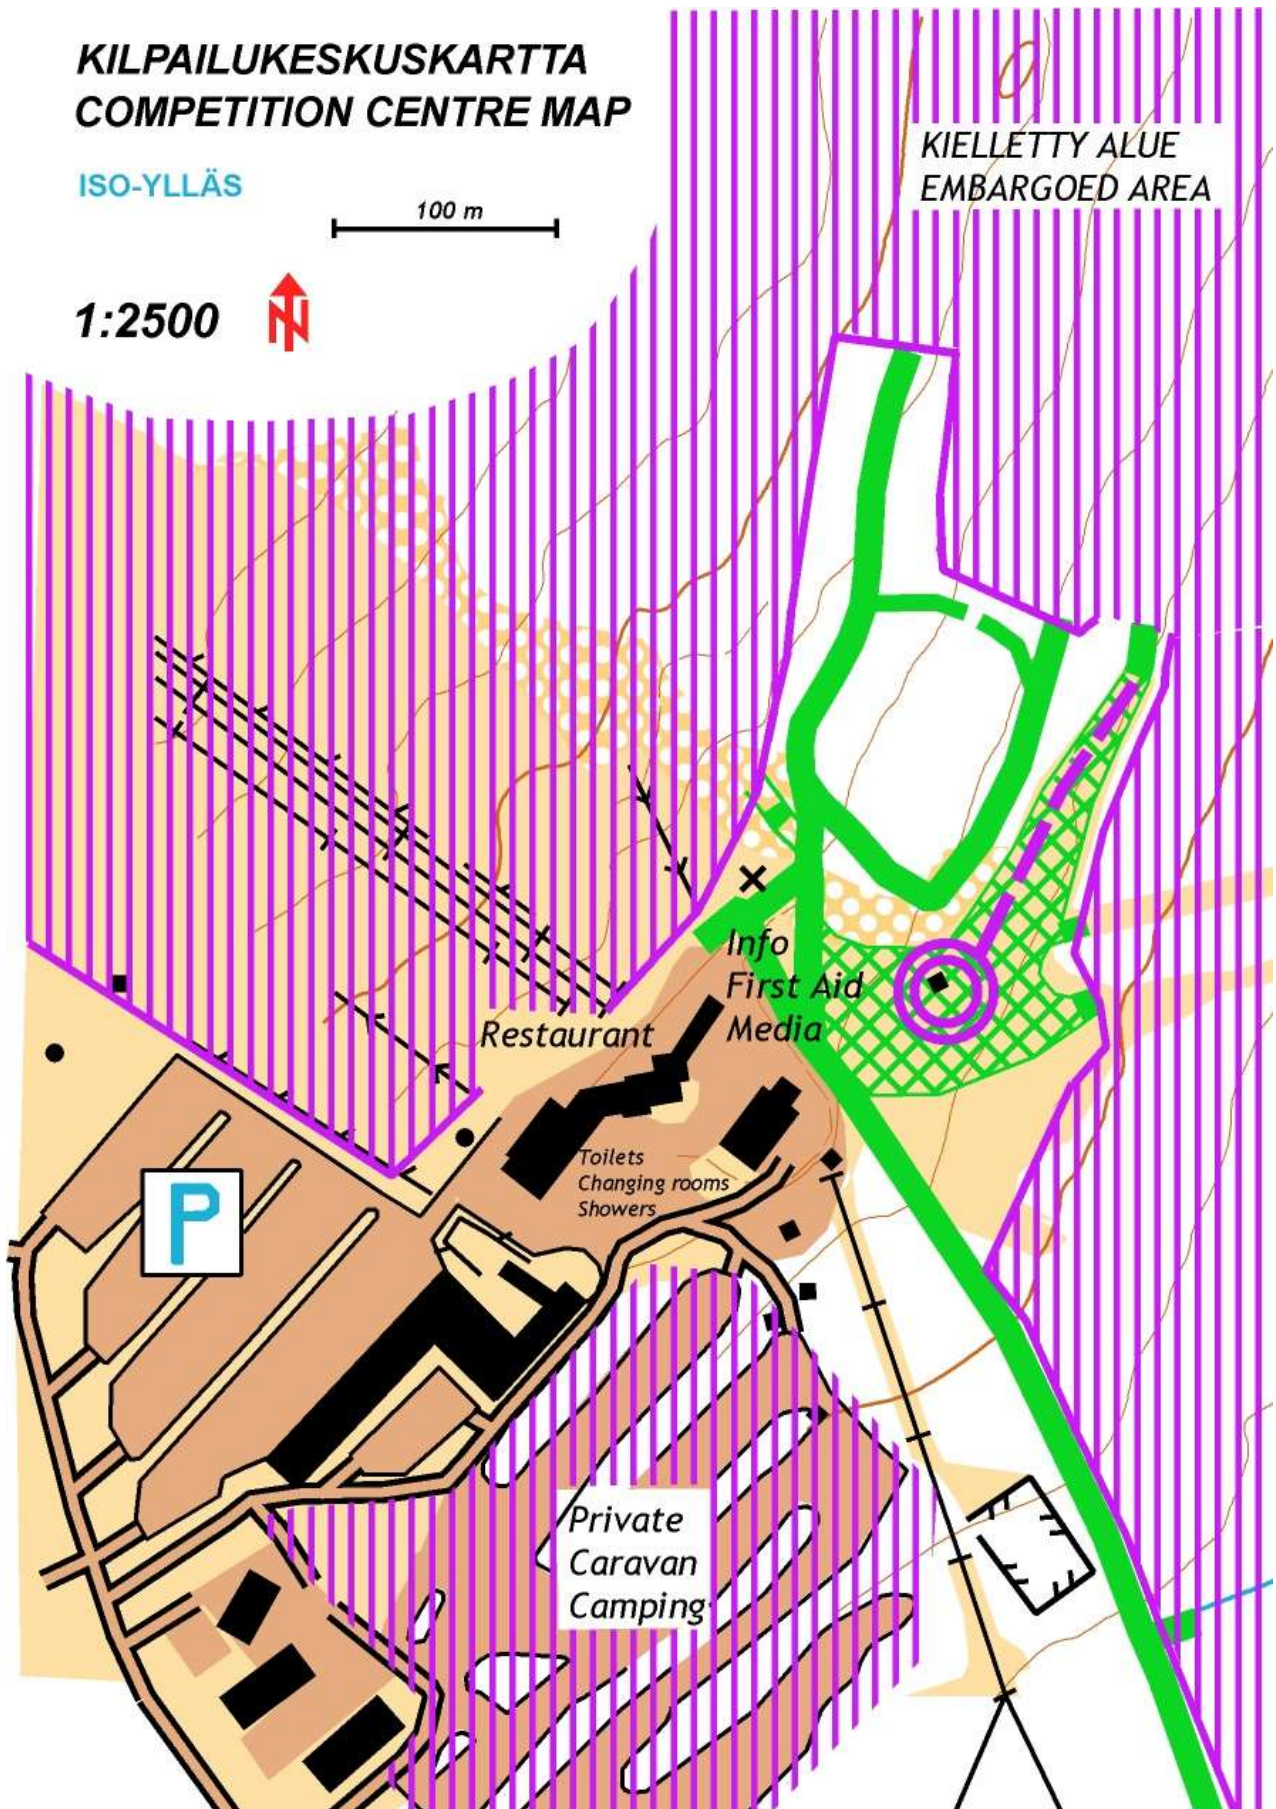 KILPAILUKESKUSKARTTA
COMPETITION CENTRE MAP
ISO-YLLÄS
100 m
1:2500
N
KIELLETTY ALUE
EMBARGOED AREA
Info
First Aid
Media
Restaurant
Toilets
Changing rooms
Showers
P
Private
Caravan
Camping